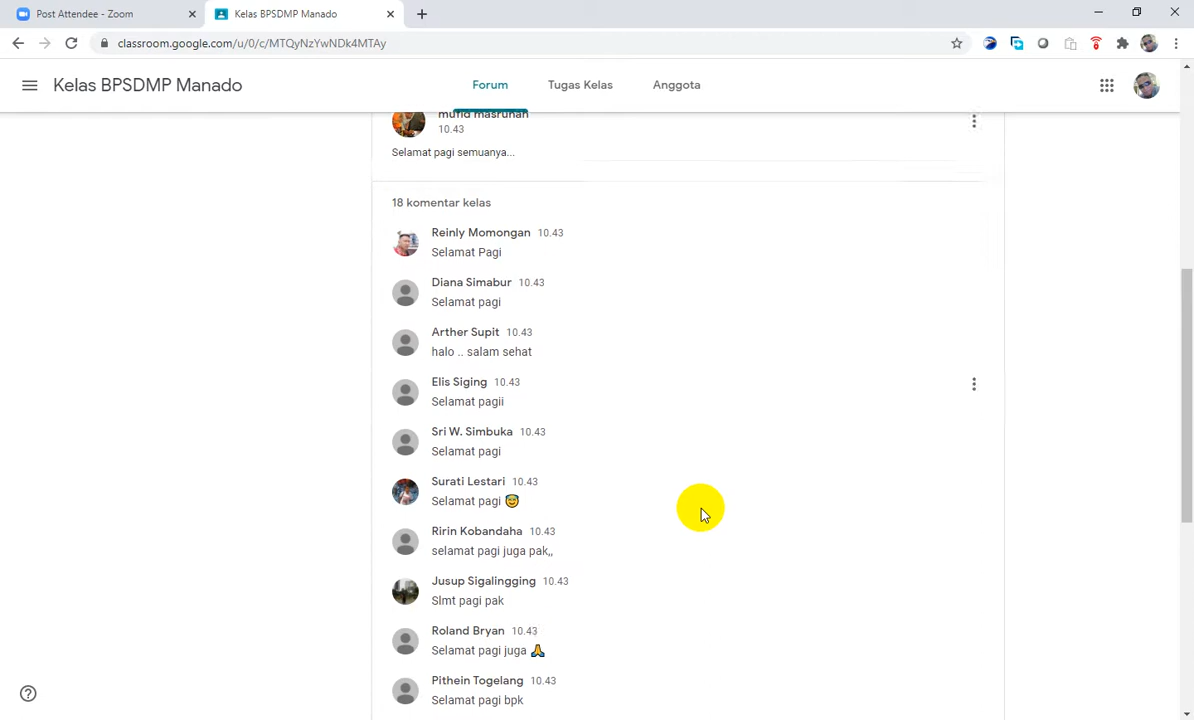 Post Attendee - Zoom
Kelas BPSDMP Manado
classroom.google.com/u/0/c/MTQyNzYwNDk4MTAy
Kelas BPSDMP Manado
Forum
Tugas Kelas
Anggota
mufid masruhan
10.43
Selamat pagi semuanya...
18 komentar kelas
Reinly Momongan 10.43
Selamat Pagi
Diana Simabur 10.43
Selamat pagi
Arther Supit 10.43
halo .. salam sehat
Elis Siging 10.43
Selamat pagii
Sri W. Simbuka 10.43
Selamat pagi
Surati Lestari 10.43
Selamat pagi 😇
Ririn Kobandaha 10.43
selamat pagi juga pak,,
Jusup Sigalingging 10.43
Slmt pagi pak
Roland Bryan 10.43
Selamat pagi juga 🙏
Pithein Togelang 10.43
Selamat pagi bpk